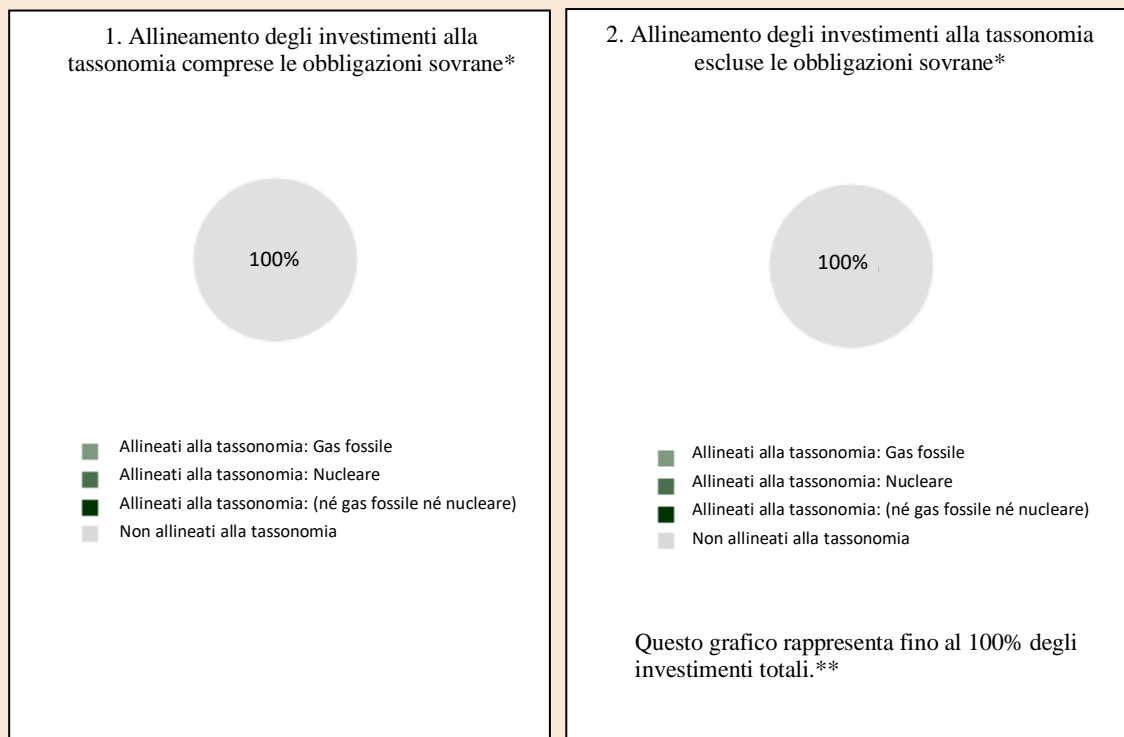 1. Allineamento degli investimenti alla
tassonomia comprese le obbligazioni sovrane*
100%
Allineati alla tassonomia: Gas fossile
Allineati alla tassonomia: Nucleare
Allineati alla tassonomia: (né gas fossile né nucleare)
Non allineati alla tassonomia
2. Allineamento degli investimenti alla tassonomia
escluse le obbligazioni sovrane*
100%
Allineati alla tassonomia: Gas fossile
Allineati alla tassonomia: Nucleare
Allineati alla tassonomia: (né gas fossile né nucleare)
Non allineati alla tassonomia
Questo grafico rappresenta fino al 100% degli
investimenti totali.**